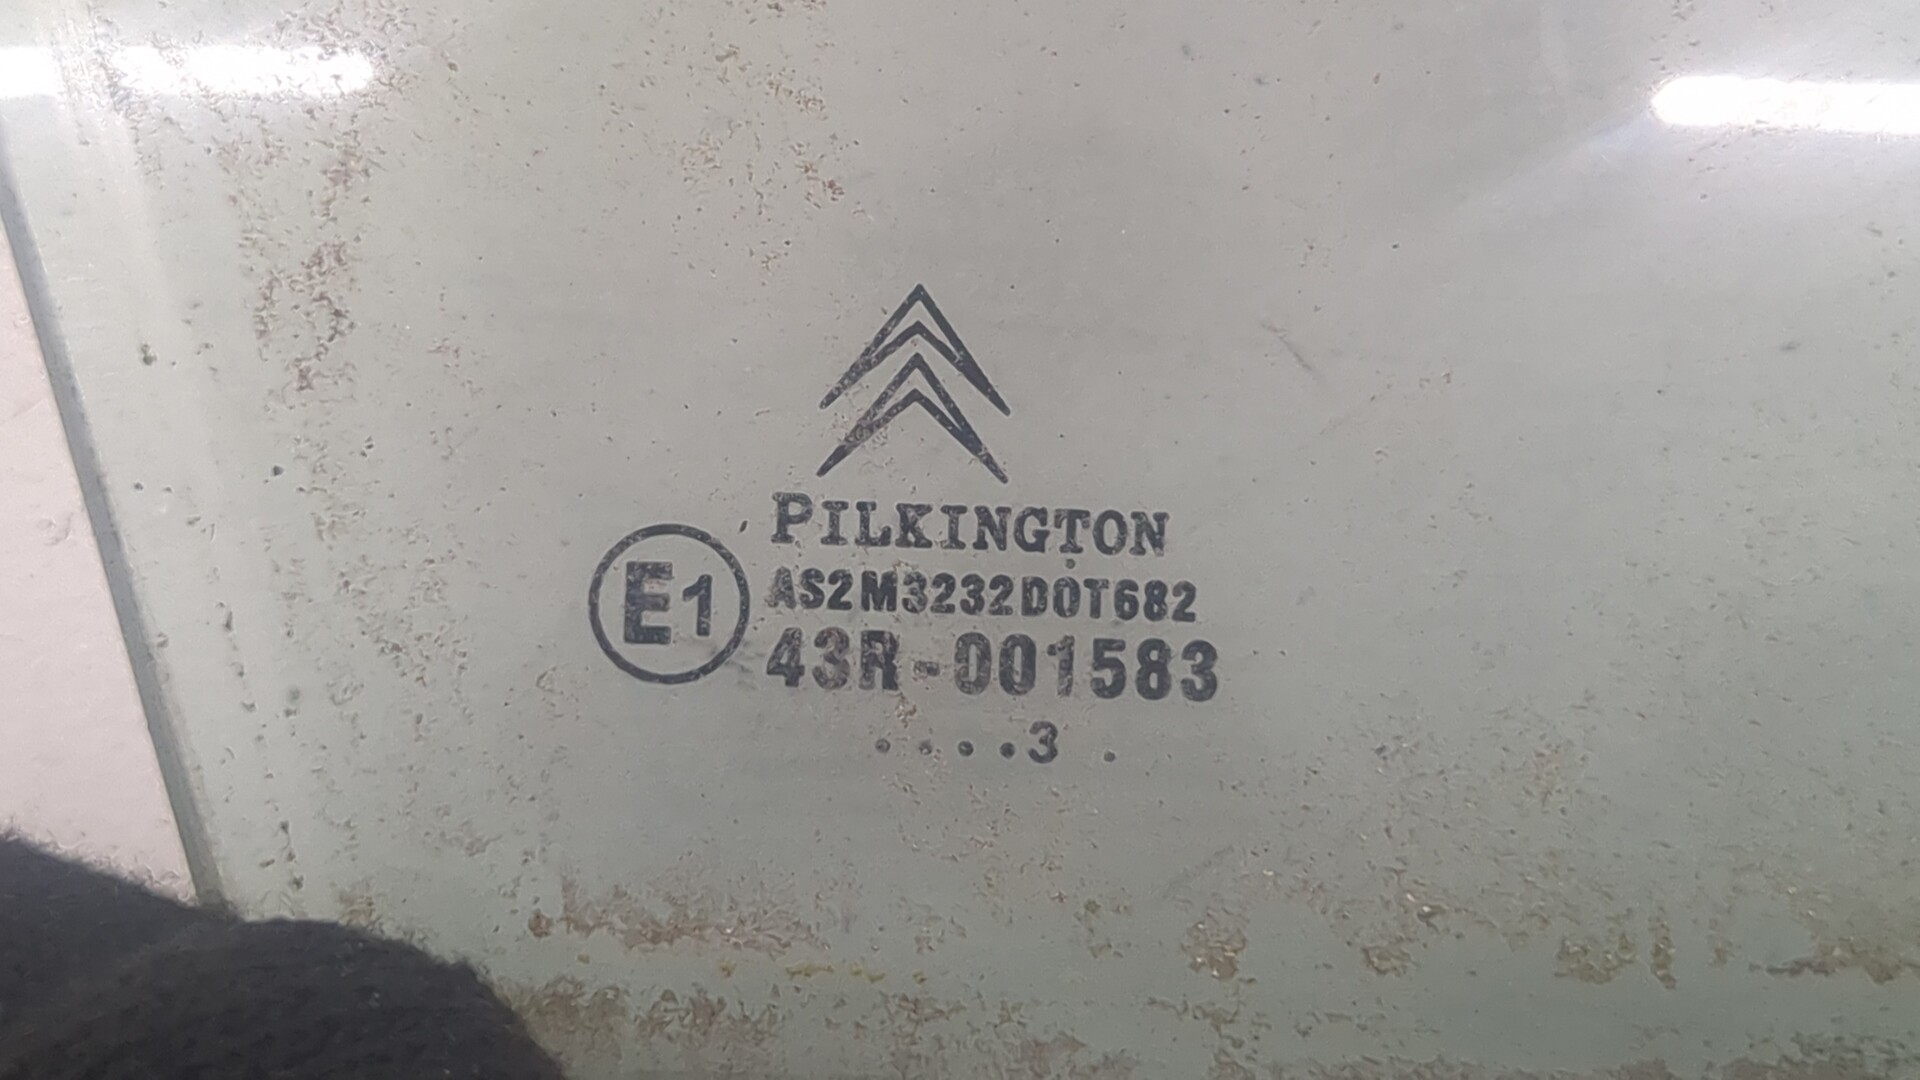 PILKINGTON
E1
AS2M3232DOT682
43R-001583
....3 .